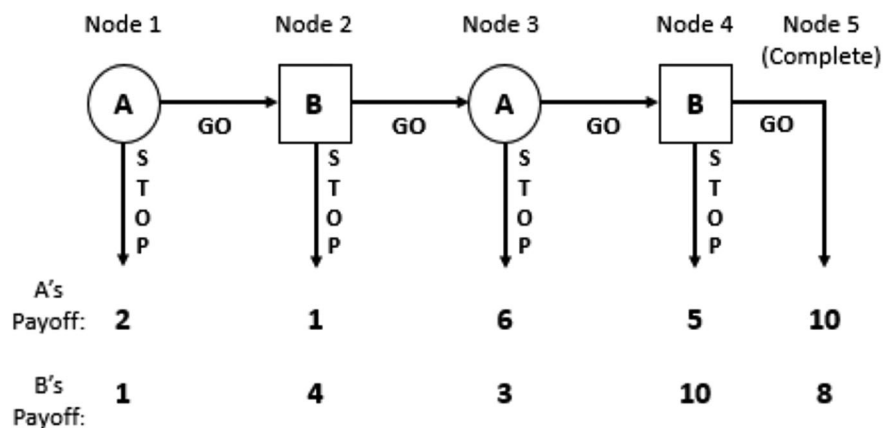 Node 1 Node 2 Node 3 Node 4 Node 5
(Complete)
A B A B
GO GO GO GO
STOP STOP STOP STOP
A's
Payoff: 2 1 6 5 10
B's
Payoff: 1 4 3 10 8